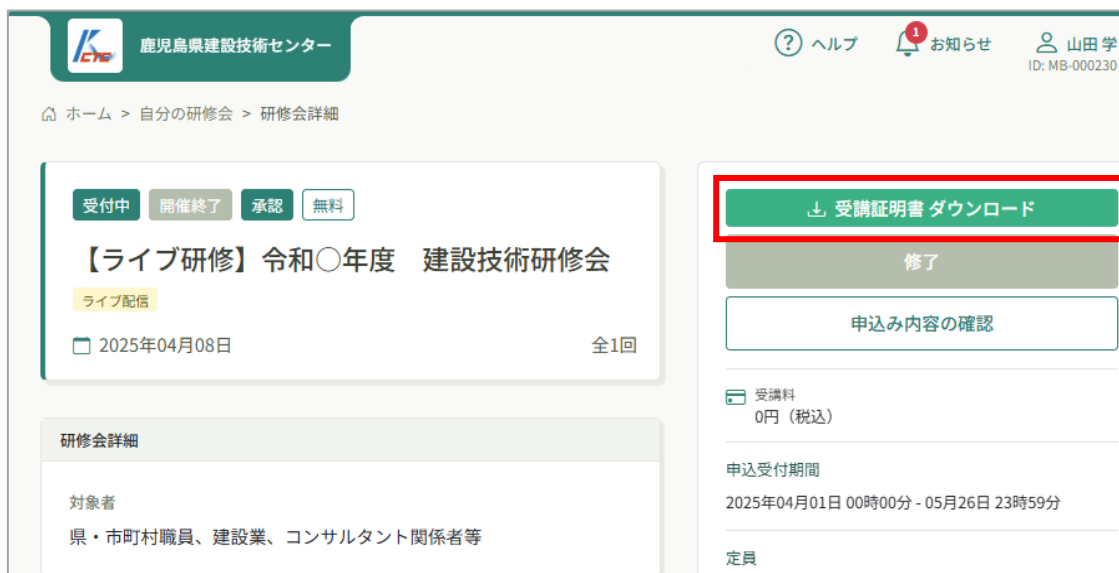 KCTC
鹿児島県建設技術センター
? ヘルプ
1
お知らせ
山田 学
ID: MB-000230
ホーム > 自分の研修会 > 研修会詳細
受付中 開催終了 承認 無料
【ライブ研修】令和○年度　建設技術研修会
ライブ配信
2025年04月08日 全1回
研修会詳細
対象者
県・市町村職員、建設業、コンサルタント関係者等
受講証明書 ダウンロード
修了
申込み内容の確認
受講料
0円（税込）
申込受付期間
2025年04月01日 00時00分 - 05月26日 23時59分
定員